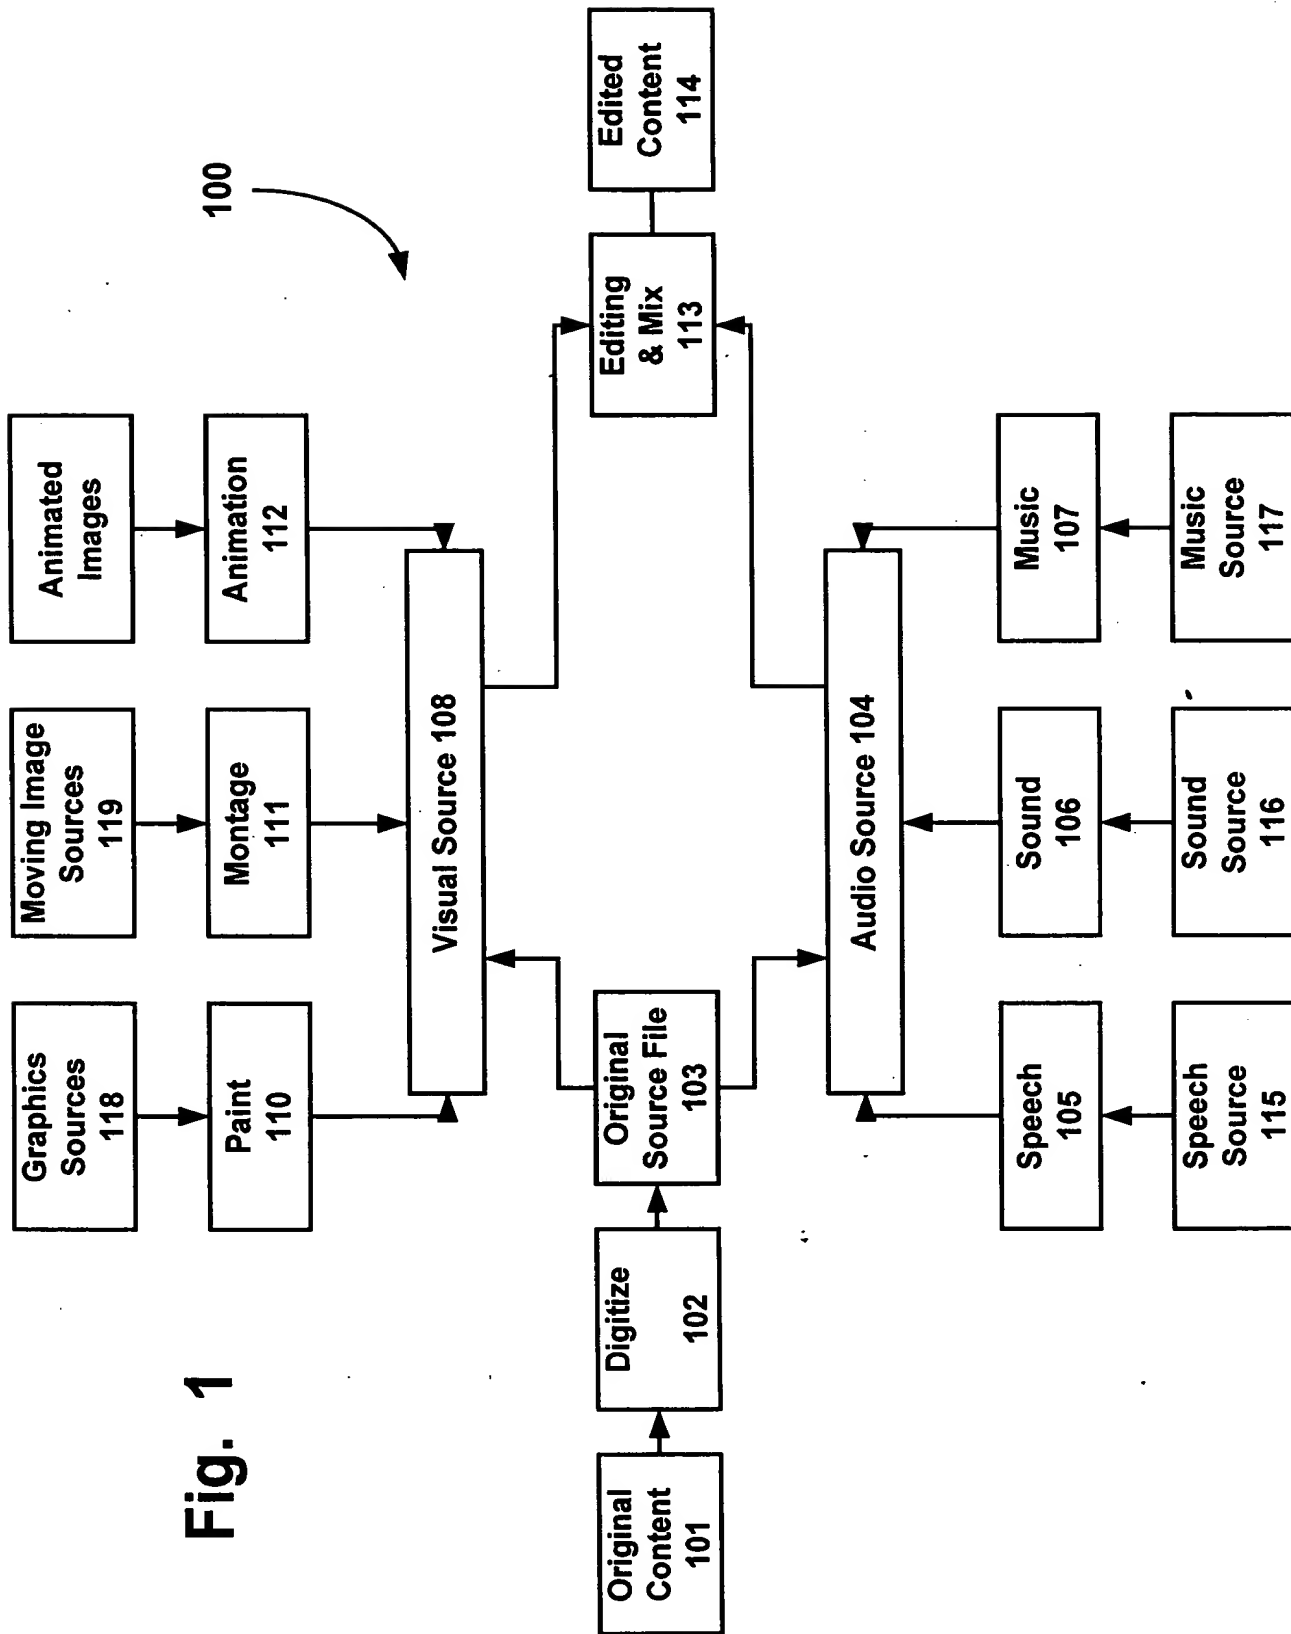 Fig. 1
100
Graphics
Sources
118
Moving Image
Sources
119
Animated
Images
Paint
110
Montage
111
Animation
112
Visual Source 108
Original
Content
101
Digitize
102
Original
Source File
103
Editing
& Mix
113
Edited
Content
114
Audio Source 104
Speech
105
Sound
106
Music
107
Speech
Source
115
Sound
Source
116
Music
Source
117